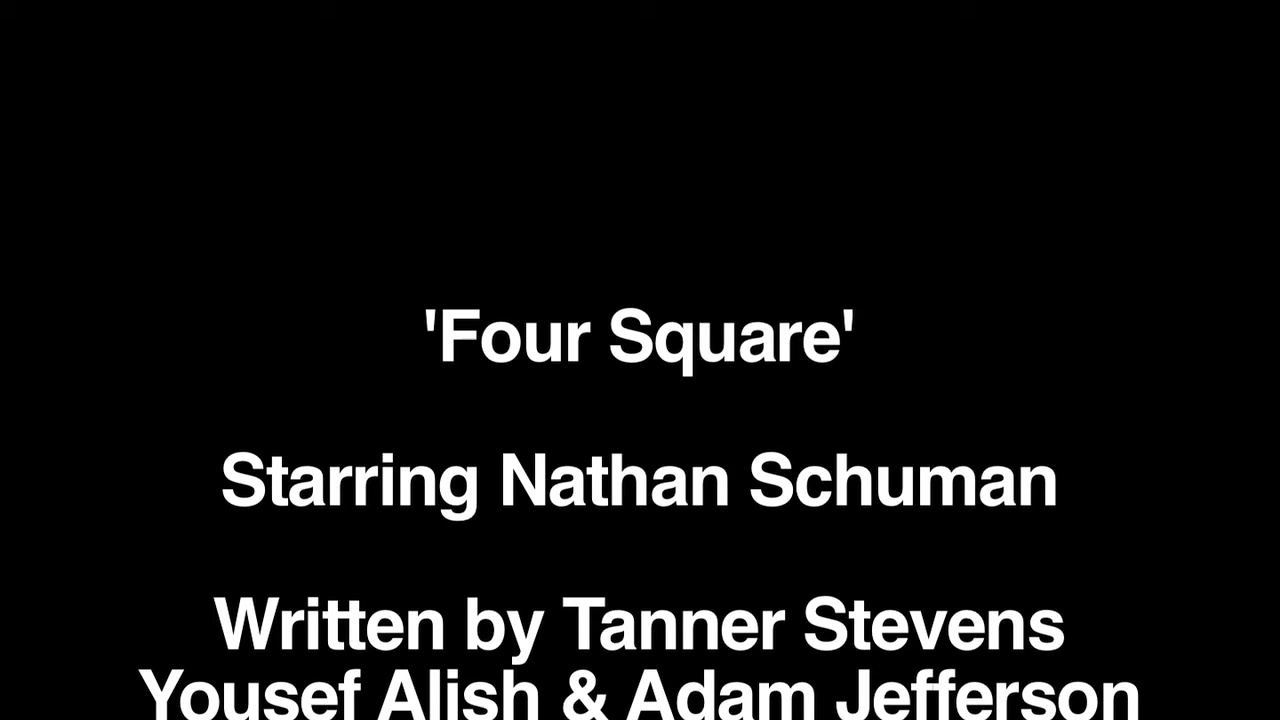 'Four Square'
Starring Nathan Schuman
Written by Tanner Stevens
Yousef Alish & Adam Jefferson